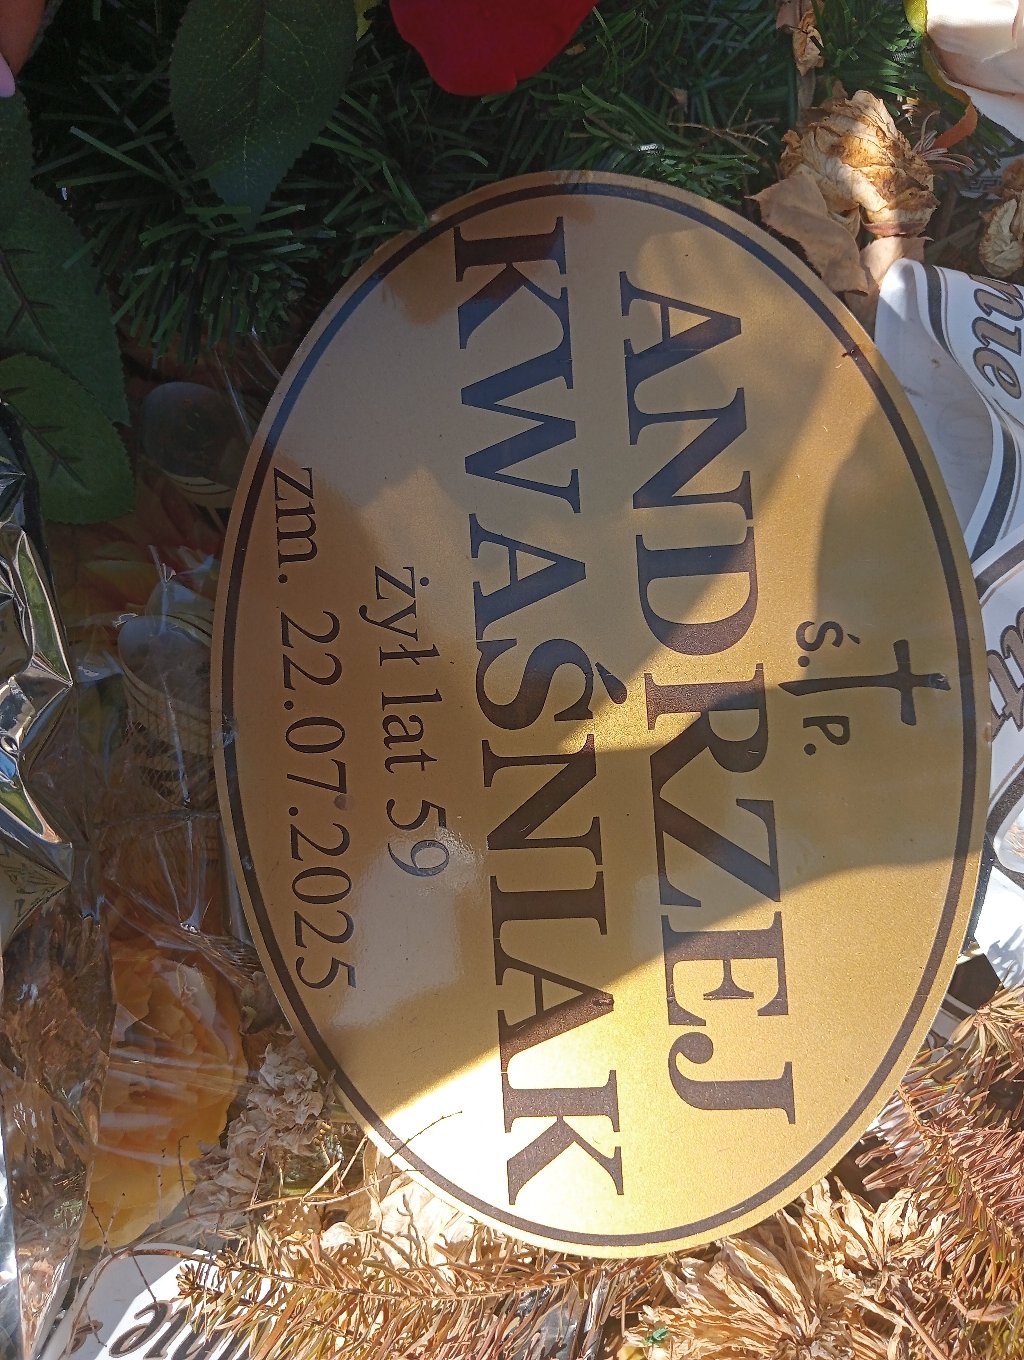 Ś. P.
ANDRZEJ
KWAŚNIAK
żył lat 59
zm. 22.07.2025